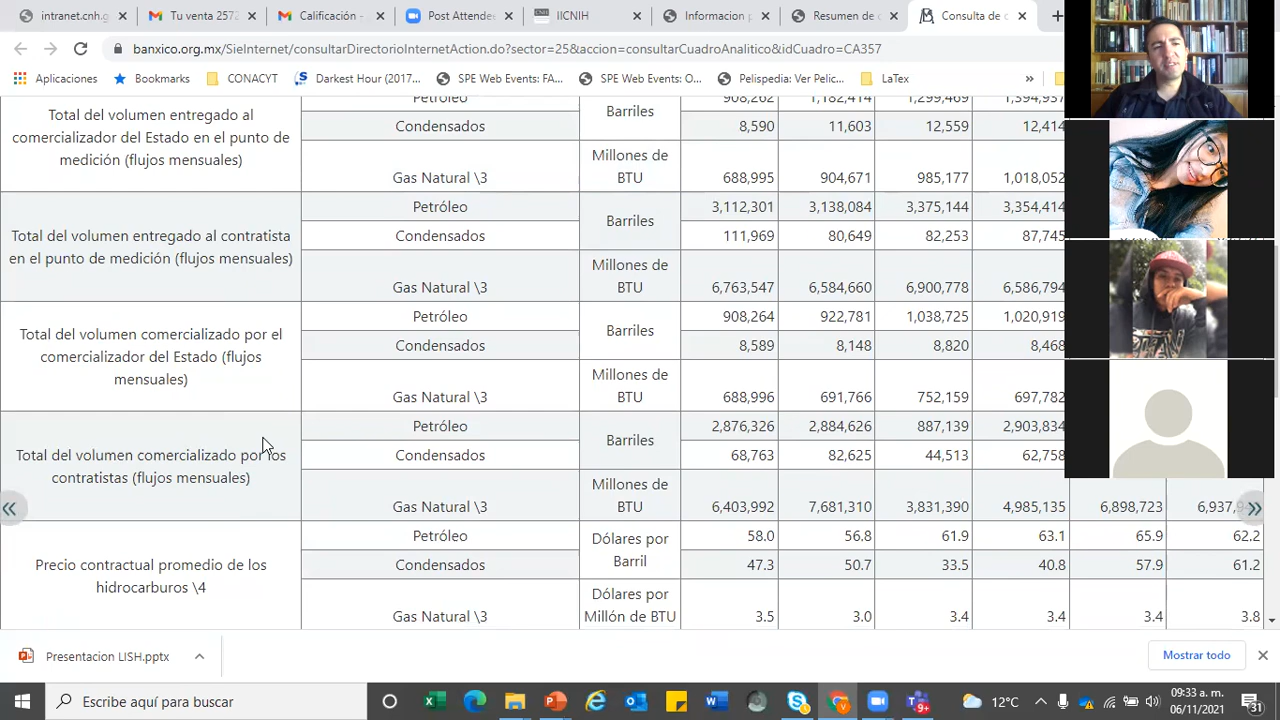 intranet.cnh.g
Tu venta 2572
Calificación -
Post Attende
IICNIH
Informacion p
Resumen de
Consulta de
banxico.org.mx/SieInternet/consultarDirectorioInternetAction.do?sector=25&accion=consultarCuadroAnalitico&idCuadro=CA357
Aplicaciones
Bookmarks
CONACYT
Darkest Hour (2017...
SPE Web Events: FA...
SPE Web Events: O...
Pelispedia: Ver Pelic...
LaTex
»
Total del volumen entregado al comercializador del Estado en el punto de medición (flujos mensuales)
Petróleo Barriles 908,262 1,182,414 1,299,469 1,394,937
Condensados 8,590 11,603 12,559 12,414
Gas Natural \3 Millones de BTU 688,995 904,671 985,177 1,018,052
Total del volumen entregado al contratista en el punto de medición (flujos mensuales)
Petróleo Barriles 3,112,301 3,138,084 3,375,144 3,354,414
Condensados 111,969 80,649 82,253 87,745
Gas Natural \3 Millones de BTU 6,763,547 6,584,660 6,900,778 6,586,794
Total del volumen comercializado por el comercializador del Estado (flujos mensuales)
Petróleo Barriles 908,264 922,781 1,038,725 1,020,919
Condensados 8,589 8,148 8,820 8,468
Gas Natural \3 Millones de BTU 688,996 691,766 752,159 697,782
Total del volumen comercializado por los contratistas (flujos mensuales)
Petróleo Barriles 2,876,326 2,884,626 887,139 2,903,834
Condensados 68,763 82,625 44,513 62,758
Gas Natural \3 Millones de BTU 6,403,992 7,681,310 3,831,390 4,985,135 6,898,723
Precio contractual promedio de los hidrocarburos \4
Petróleo Dólares por Barril 58.0 56.8 61.9 63.1 65.9 62.2
Condensados 47.3 50.7 33.5 40.8 57.9 61.2
Gas Natural \3 Dólares por Millón de BTU 3.5 3.0 3.4 3.4 3.4 3.8
Presentacion LISH.pptx
Mostrar todo
Escribe aquí para buscar
9+
12°C
09:33 a. m.
06/11/2021
31